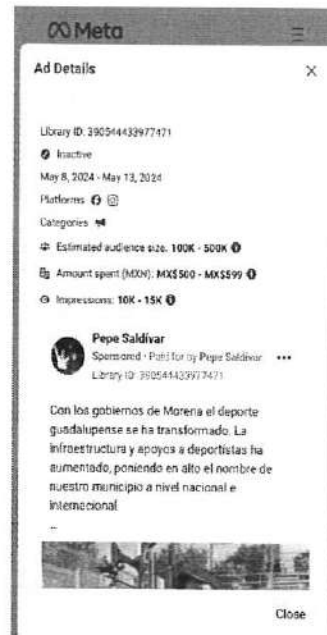 Meta
Ad Details
Library ID: 390544433977471
Inactive
May 8, 2024 - May 13, 2024
Platforms
Categories
Estimated audience size: 100K - 500K
Amount spent (MXN): MX$500 - MX$599
Impressions: 10K - 15K
Pepe Saldívar
Sponsored • Paid for by Pepe Saldívar
Library ID: 390544433977471
Con los gobiernos de Morena el deporte
guadalupense se ha transformado. La
infraestructura y apoyos a deportistas ha
aumentado, poniendo en alto el nombre de
nuestro municipio a nivel nacional e
internacional
...
Close